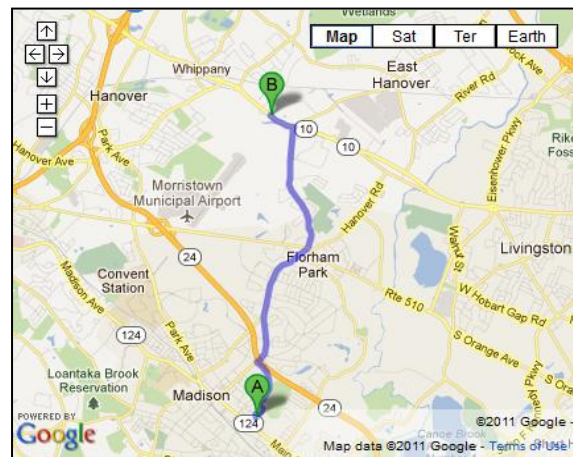 Wetlands
Map
Sat
Ter
Earth
East
Hanover
Whippany
B
River Rd
Hanover
10
10
Eisenhower Pkwy
Hanover Ave
Park Ave
Morristown
Municipal Airport
Hanover Rd
24
Florham
Park
Walnut St
Livingston
Convent
Station
Madison Ave
Rte 510
W Hobart Gap Rd
124
Park Ave
S Orange Ave
Loantaka Brook
Reservation
Madison
A
24
124
Main
POWERED BY
Google
©2011 Google -
Map data ©2011 Google - Terms of Use